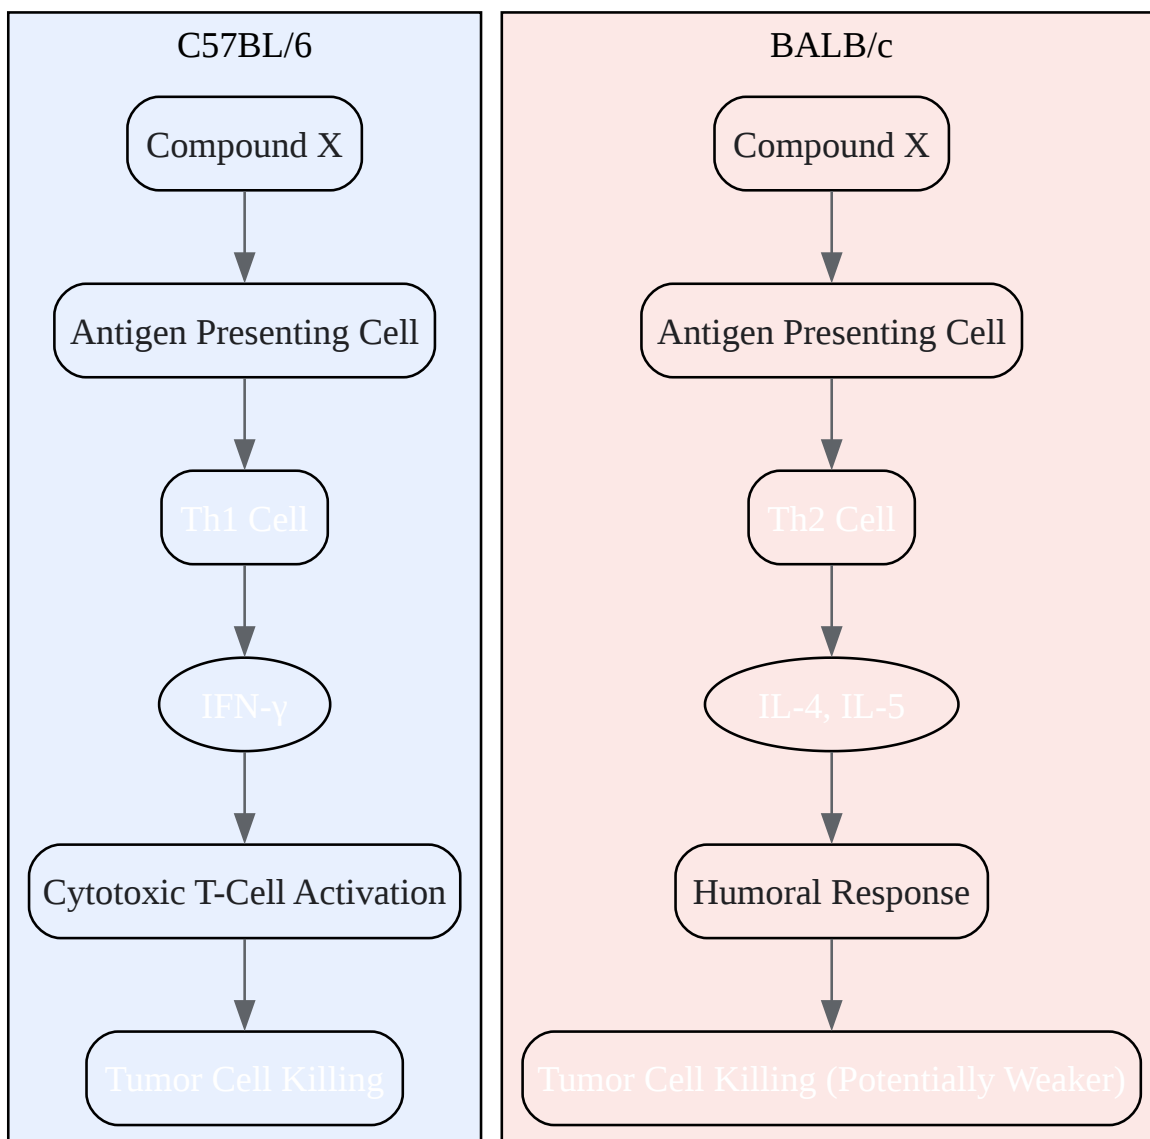 C57BL/6
Compound X
Antigen Presenting Cell
Th1 Cell
IFN-γ
Cytotoxic T-Cell Activation
Tumor Cell Killing
BALB/c
Compound X
Antigen Presenting Cell
Th2 Cell
IL-4, IL-5
Humoral Response
Tumor Cell Killing (Potentially Weaker)